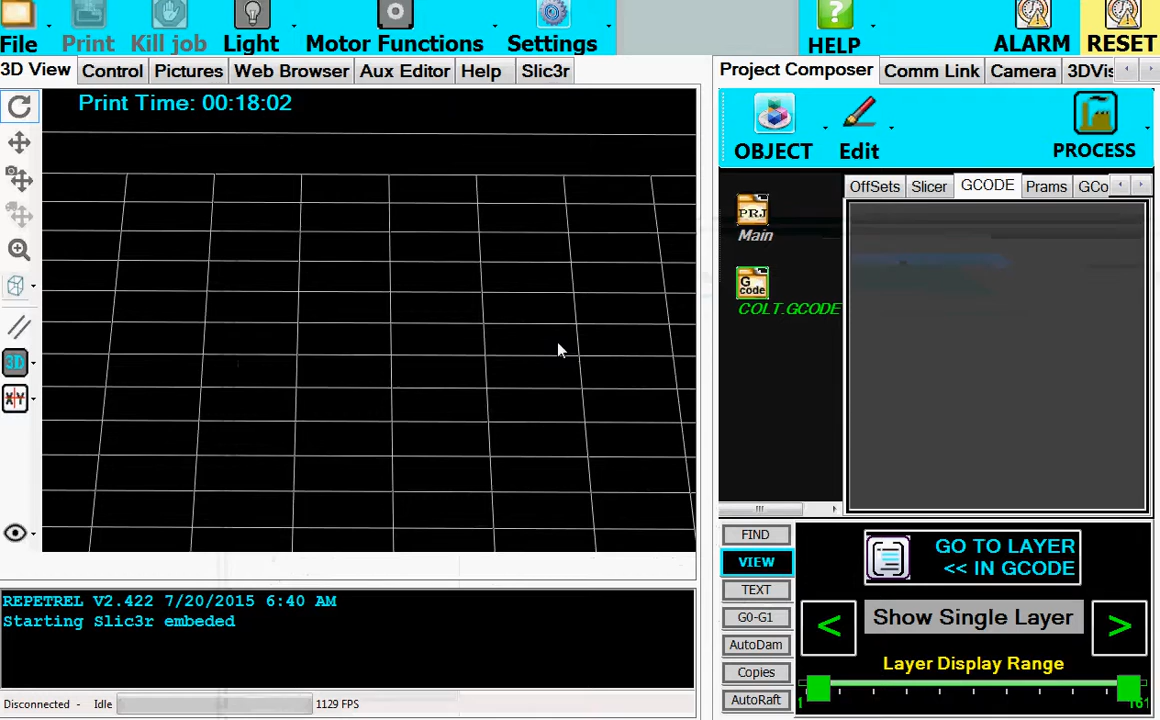 File Print Kill job Light Motor Functions Settings HELP ALARM RESET
3D View Control Pictures Web Browser Aux Editor Help Slic3r
Print Time: 00:18:02
3D
X Y
REPETREL V2.422 7/20/2015 6:40 AM
Starting Slic3r embeded
Disconnected - Idle 1129 FPS
Project Composer Comm Link Camera 3DVis
OBJECT Edit PROCESS
OffSets Slicer GCODE Prams GCo
PRJ
Main
G code
COLT.GCODE
FIND
VIEW
TEXT
G0-G1
AutoDam
Copies
AutoRaft
GO TO LAYER
<< IN GCODE
< Show Single Layer >
Layer Display Range
1 161